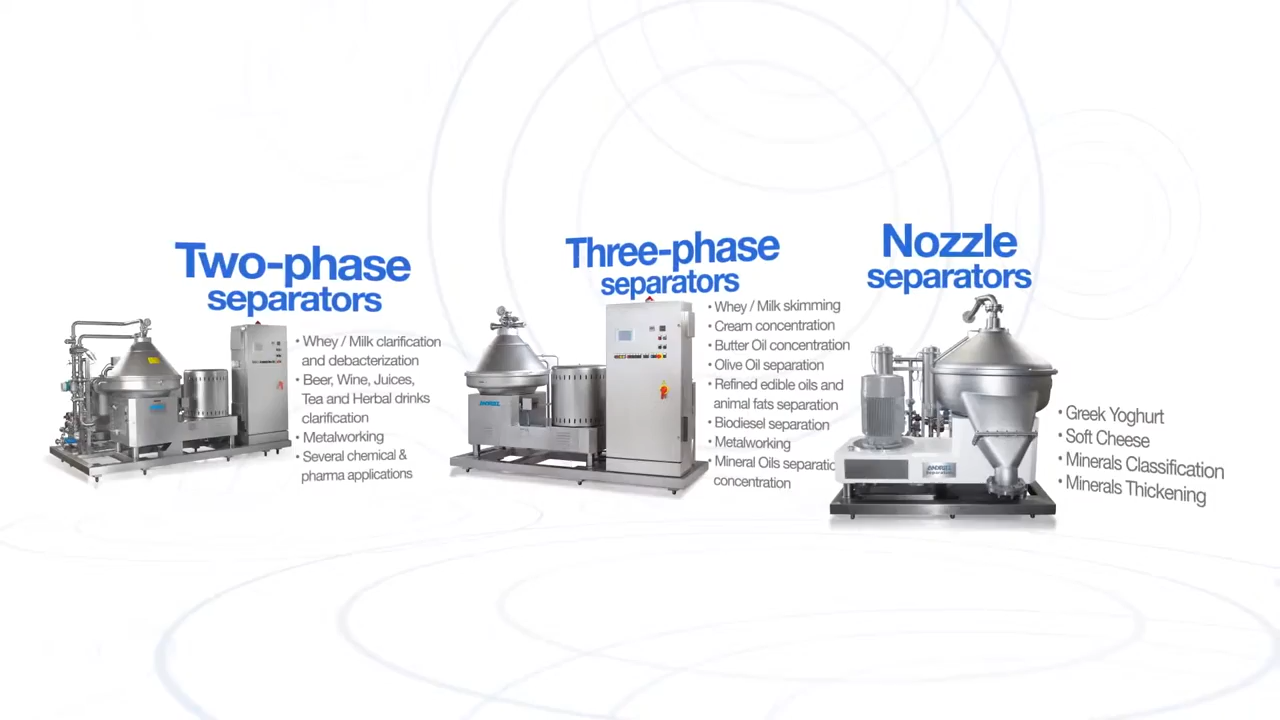 Two-phase
separators
• Whey / Milk clarification
and debacterization
• Beer, Wine, Juices,
Tea and Herbal drinks
clarification
• Metalworking
• Several chemical &
pharma applications
Three-phase
separators
• Whey / Milk skimming
• Cream concentration
• Butter Oil concentration
• Olive Oil separation
• Refined edible oils and
animal fats separation
• Biodiesel separation
• Metalworking
• Mineral Oils separatio
concentration
Nozzle
separators
• Greek Yoghurt
• Soft Cheese
• Minerals Classification
• Minerals Thickening
ANDRITZ
ANDRITZ